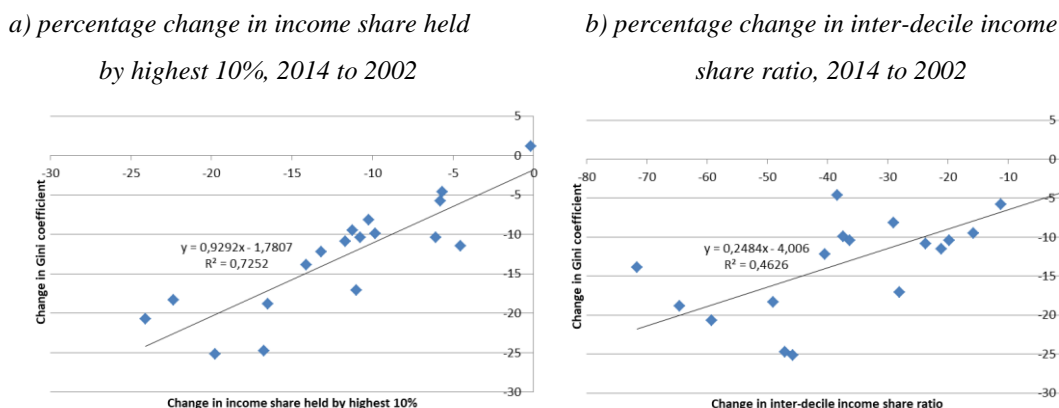 a) percentage change in income share held
by highest 10%, 2014 to 2002
5
-30
-25
-20
-15
-10
-5
0
0
-5
-10
-15
-20
-25
-30
Change in Gini coefficient
y = 0,9292x - 1,7807
R² = 0,7252
Change in income share held by highest 10%
b) percentage change in inter-decile income
share ratio, 2014 to 2002
5
0
-80
-70
-60
-50
-40
-30
-20
-10
-5
-10
-15
-20
-25
-30
Change in Gini coefficient
y = 0,2484x - 4,006
R² = 0,4626
Change in inter-decile income share ratio